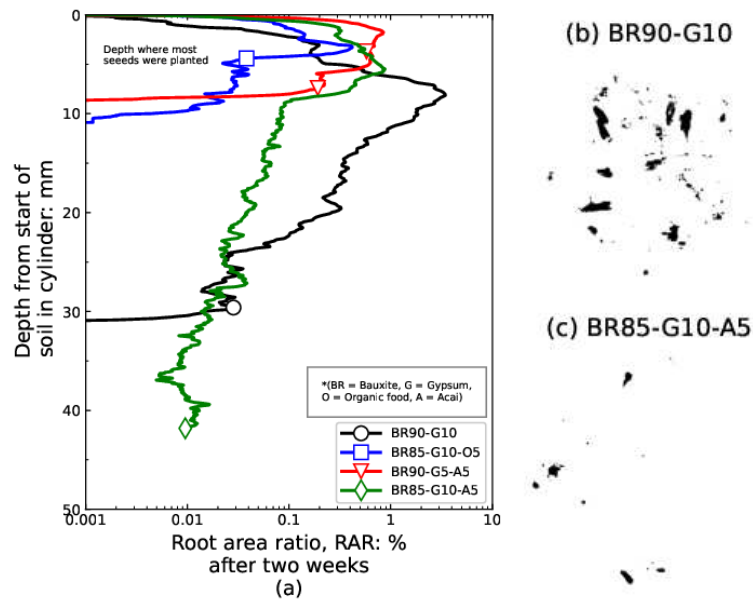 0
10
20
30
40
50
Depth from start of
soil in cylinder: mm
Depth where most
seeeds were planted
*(BR = Bauxite, G = Gypsum,
O = Organic food, A = Acai)
BR90-G10
BR85-G10-O5
BR90-G5-A5
BR85-G10-A5
0.001
0.01
0.1
1
10
Root area ratio, RAR: %
after two weeks
(a)
(b) BR90-G10
(c) BR85-G10-A5